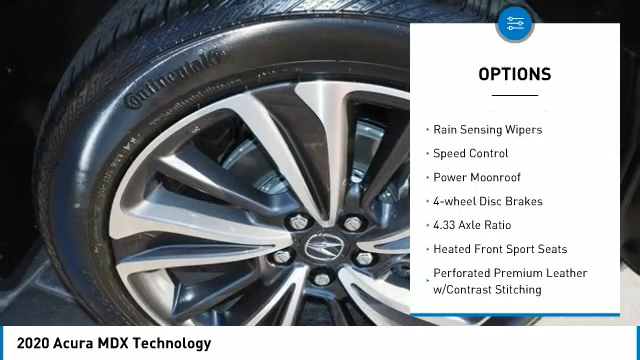 Continental
OPTIONS
Rain Sensing Wipers
Speed Control
Power Moonroof
4-wheel Disc Brakes
4.33 Axle Ratio
Heated Front Sport Seats
Perforated Premium Leather
w/Contrast Stitching
2020 Acura MDX Technology